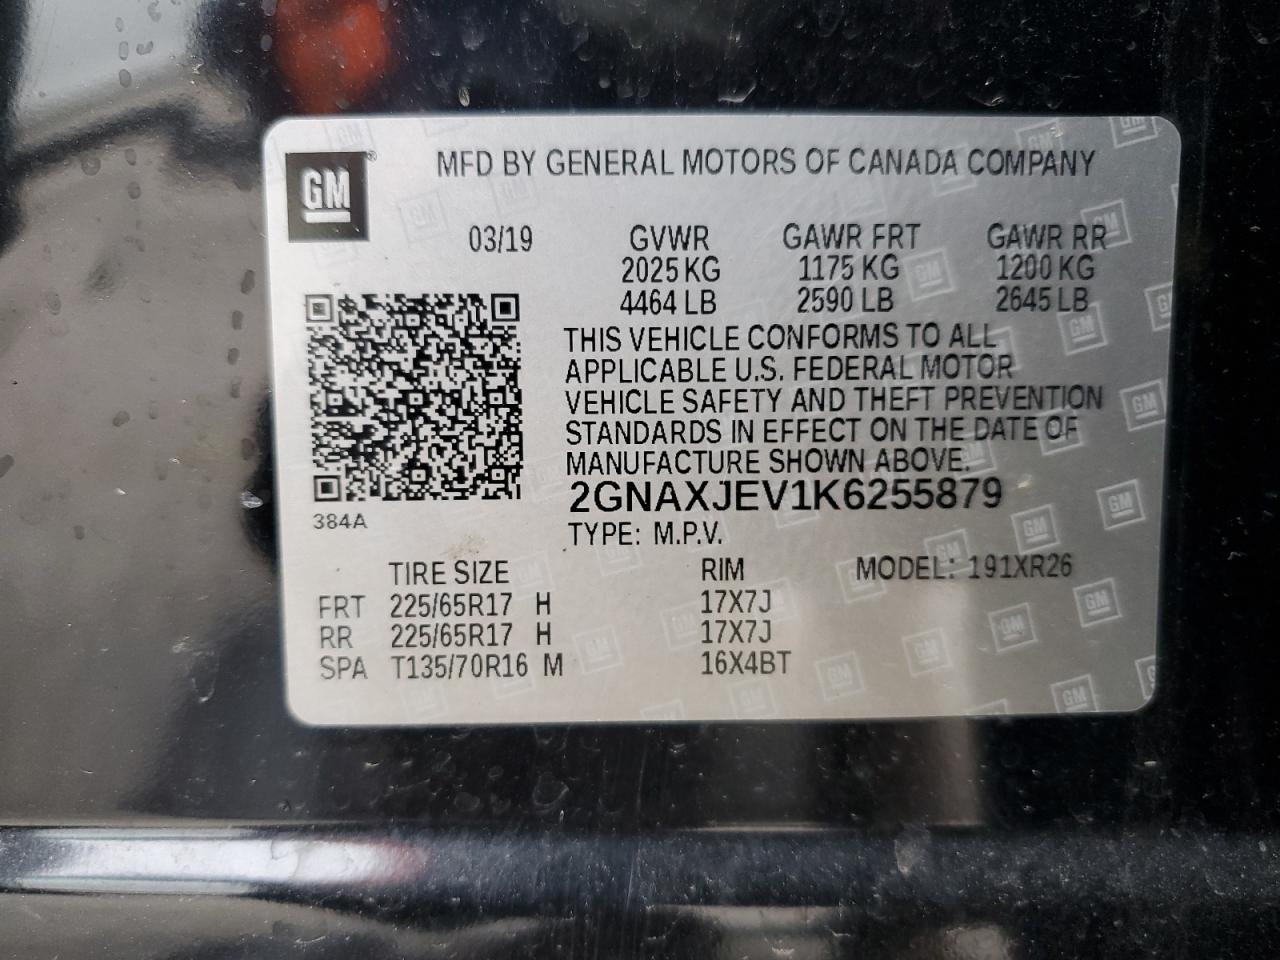 GM®
MFD BY GENERAL MOTORS OF CANADA COMPANY
03/19 GVWR GAWR FRT GAWR RR
2025 KG 1175 KG 1200 KG
4464 LB 2590 LB 2645 LB
THIS VEHICLE CONFORMS TO ALL
APPLICABLE U.S. FEDERAL MOTOR
VEHICLE SAFETY AND THEFT PREVENTION
STANDARDS IN EFFECT ON THE DATE OF
MANUFACTURE SHOWN ABOVE.
2GNAXJEV1K6255879
384A
TYPE: M.P.V.
TIRE SIZE RIM MODEL: 191XR26
FRT 225/65R17 H 17X7J
RR 225/65R17 H 17X7J
SPA T135/70R16 M 16X4BT